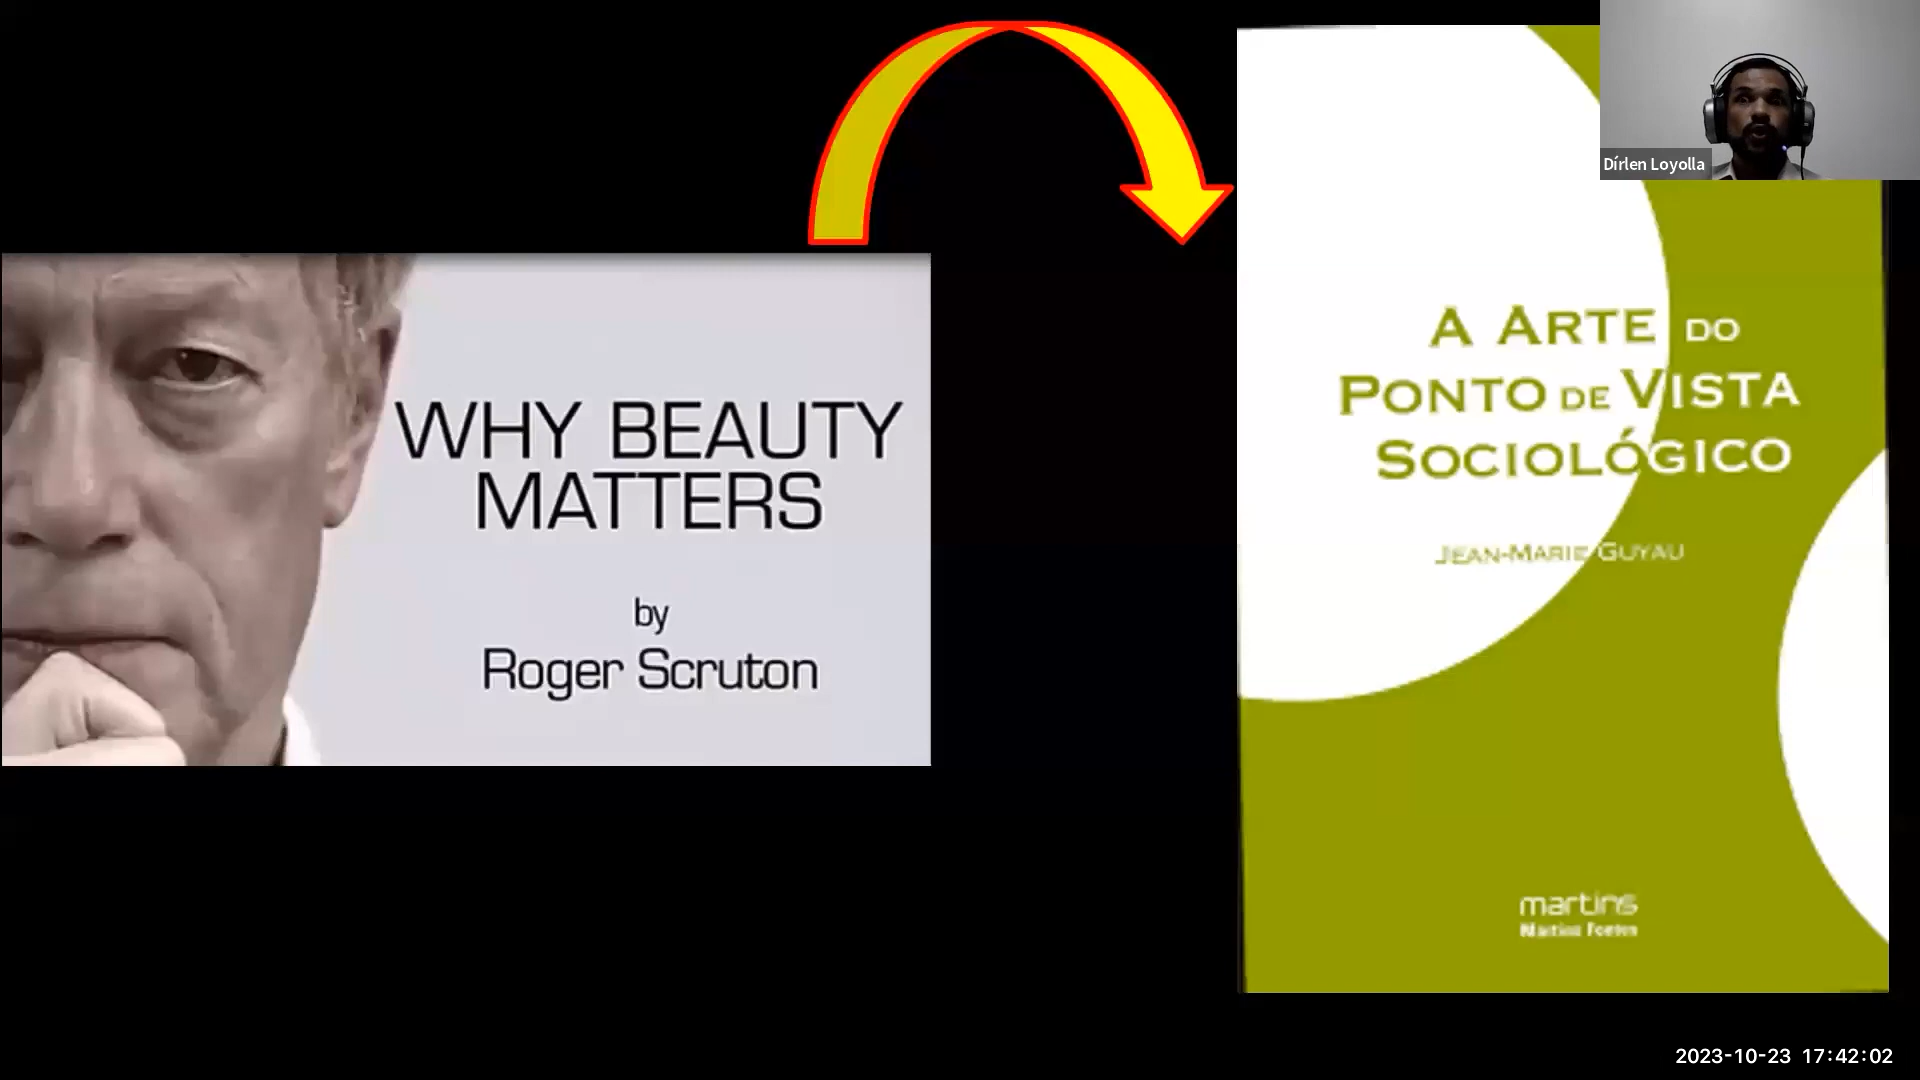 WHY BEAUTY
MATTERS
by
Roger Scruton
A ARTE DO
PONTO DE VISTA
SOCIOLÓGICO
JEAN-MARIE GUYAU
martins
Martins Fontes
Dírlen Loyolla
2023-10-23 17:42:02